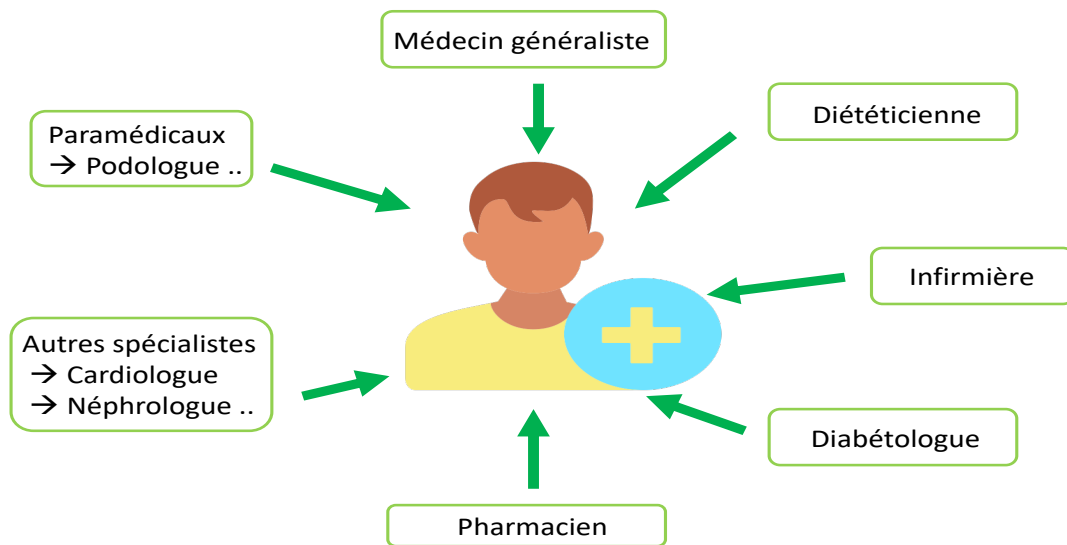 Médecin généraliste
Diététicienne
Paramédicaux
→ Podologue ..
Infirmière
Autres spécialistes
→ Cardiologue
→ Néphrologue ..
Diabétologue
Pharmacien